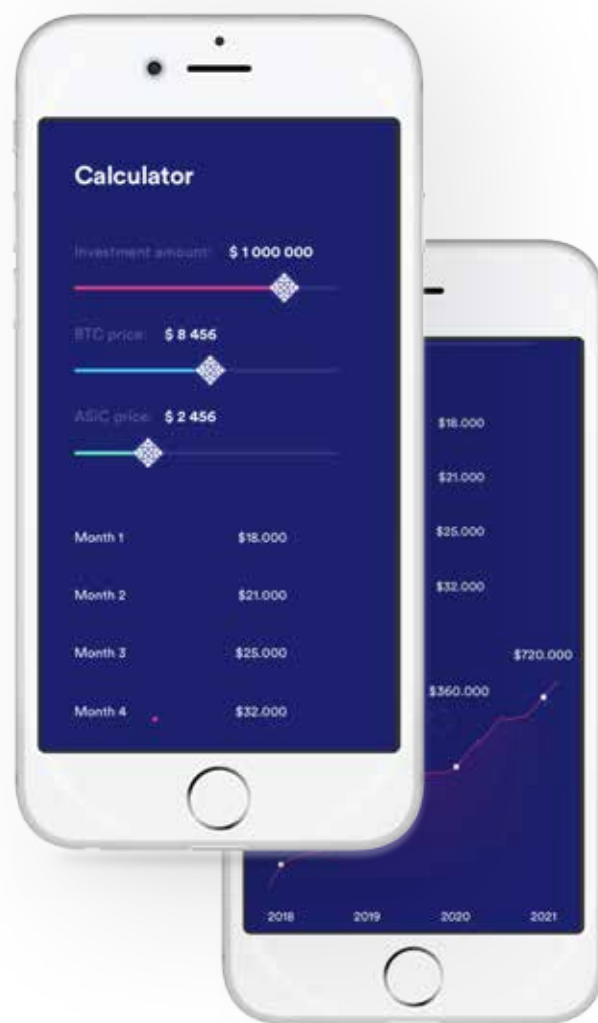 Calculator
Investment amount: $ 1 000 000
BTC price: $ 8 456
ASIC price: $ 2 456
Month 1 $18.000
Month 2 $21.000
Month 3 $25.000
Month 4 $32.000
$18.000
$21.000
$25.000
$32.000
$720.000
$360.000
2018 2019 2020 2021